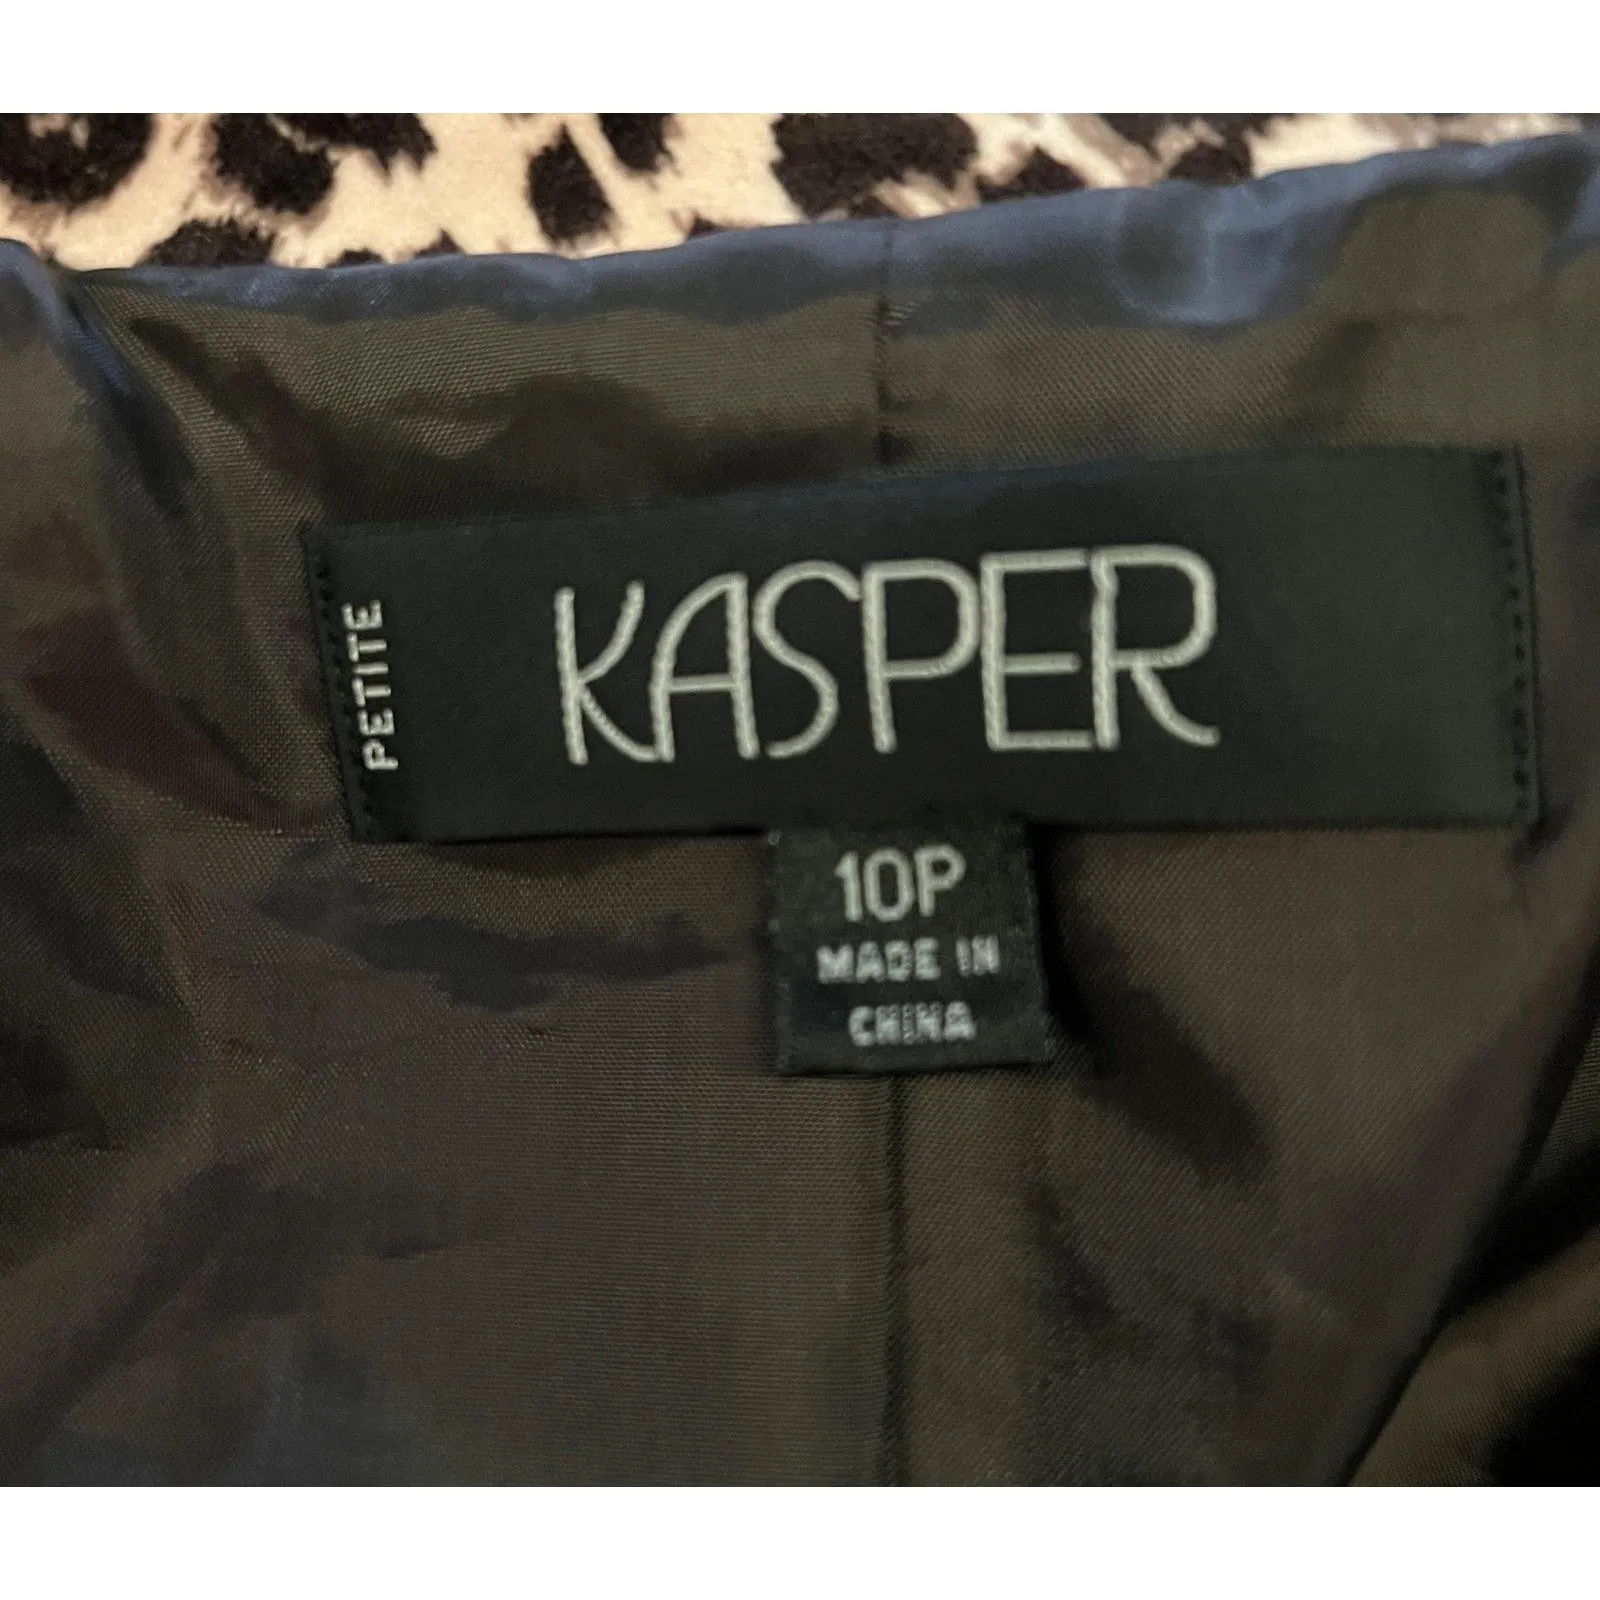 PETITE
KASPER
10P
MADE IN
CHINA